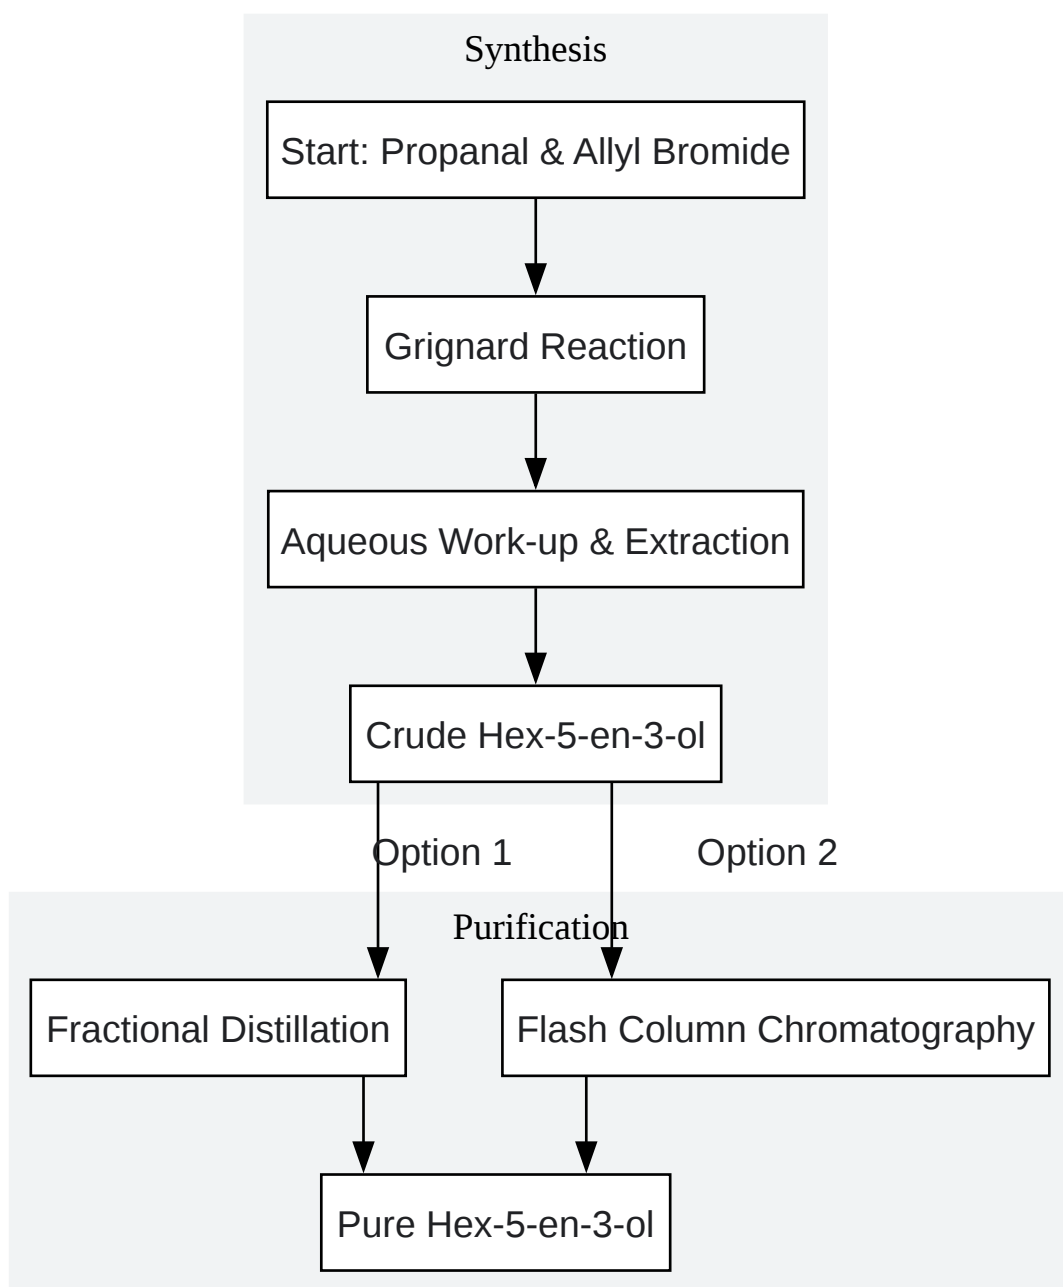 Synthesis
Start: Propanal & Allyl Bromide
Grignard Reaction
Aqueous Work-up & Extraction
Crude Hex-5-en-3-ol
Option 1
Option 2
Purification
Fractional Distillation
Flash Column Chromatography
Pure Hex-5-en-3-ol